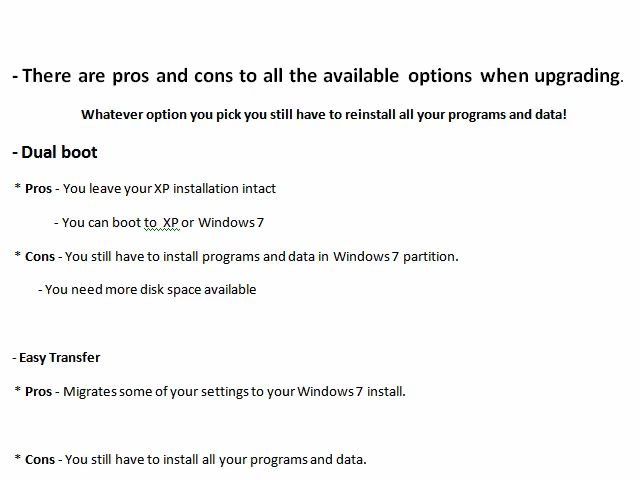 - There are pros and cons to all the available options when upgrading.
Whatever option you pick you still have to reinstall all your programs and data!
- Dual boot
* Pros - You leave your XP installation intact
- You can boot to XP or Windows 7
* Cons - You still have to install programs and data in Windows 7 partition.
- You need more disk space available
- Easy Transfer
* Pros - Migrates some of your settings to your Windows 7 install.
* Cons - You still have to install all your programs and data.